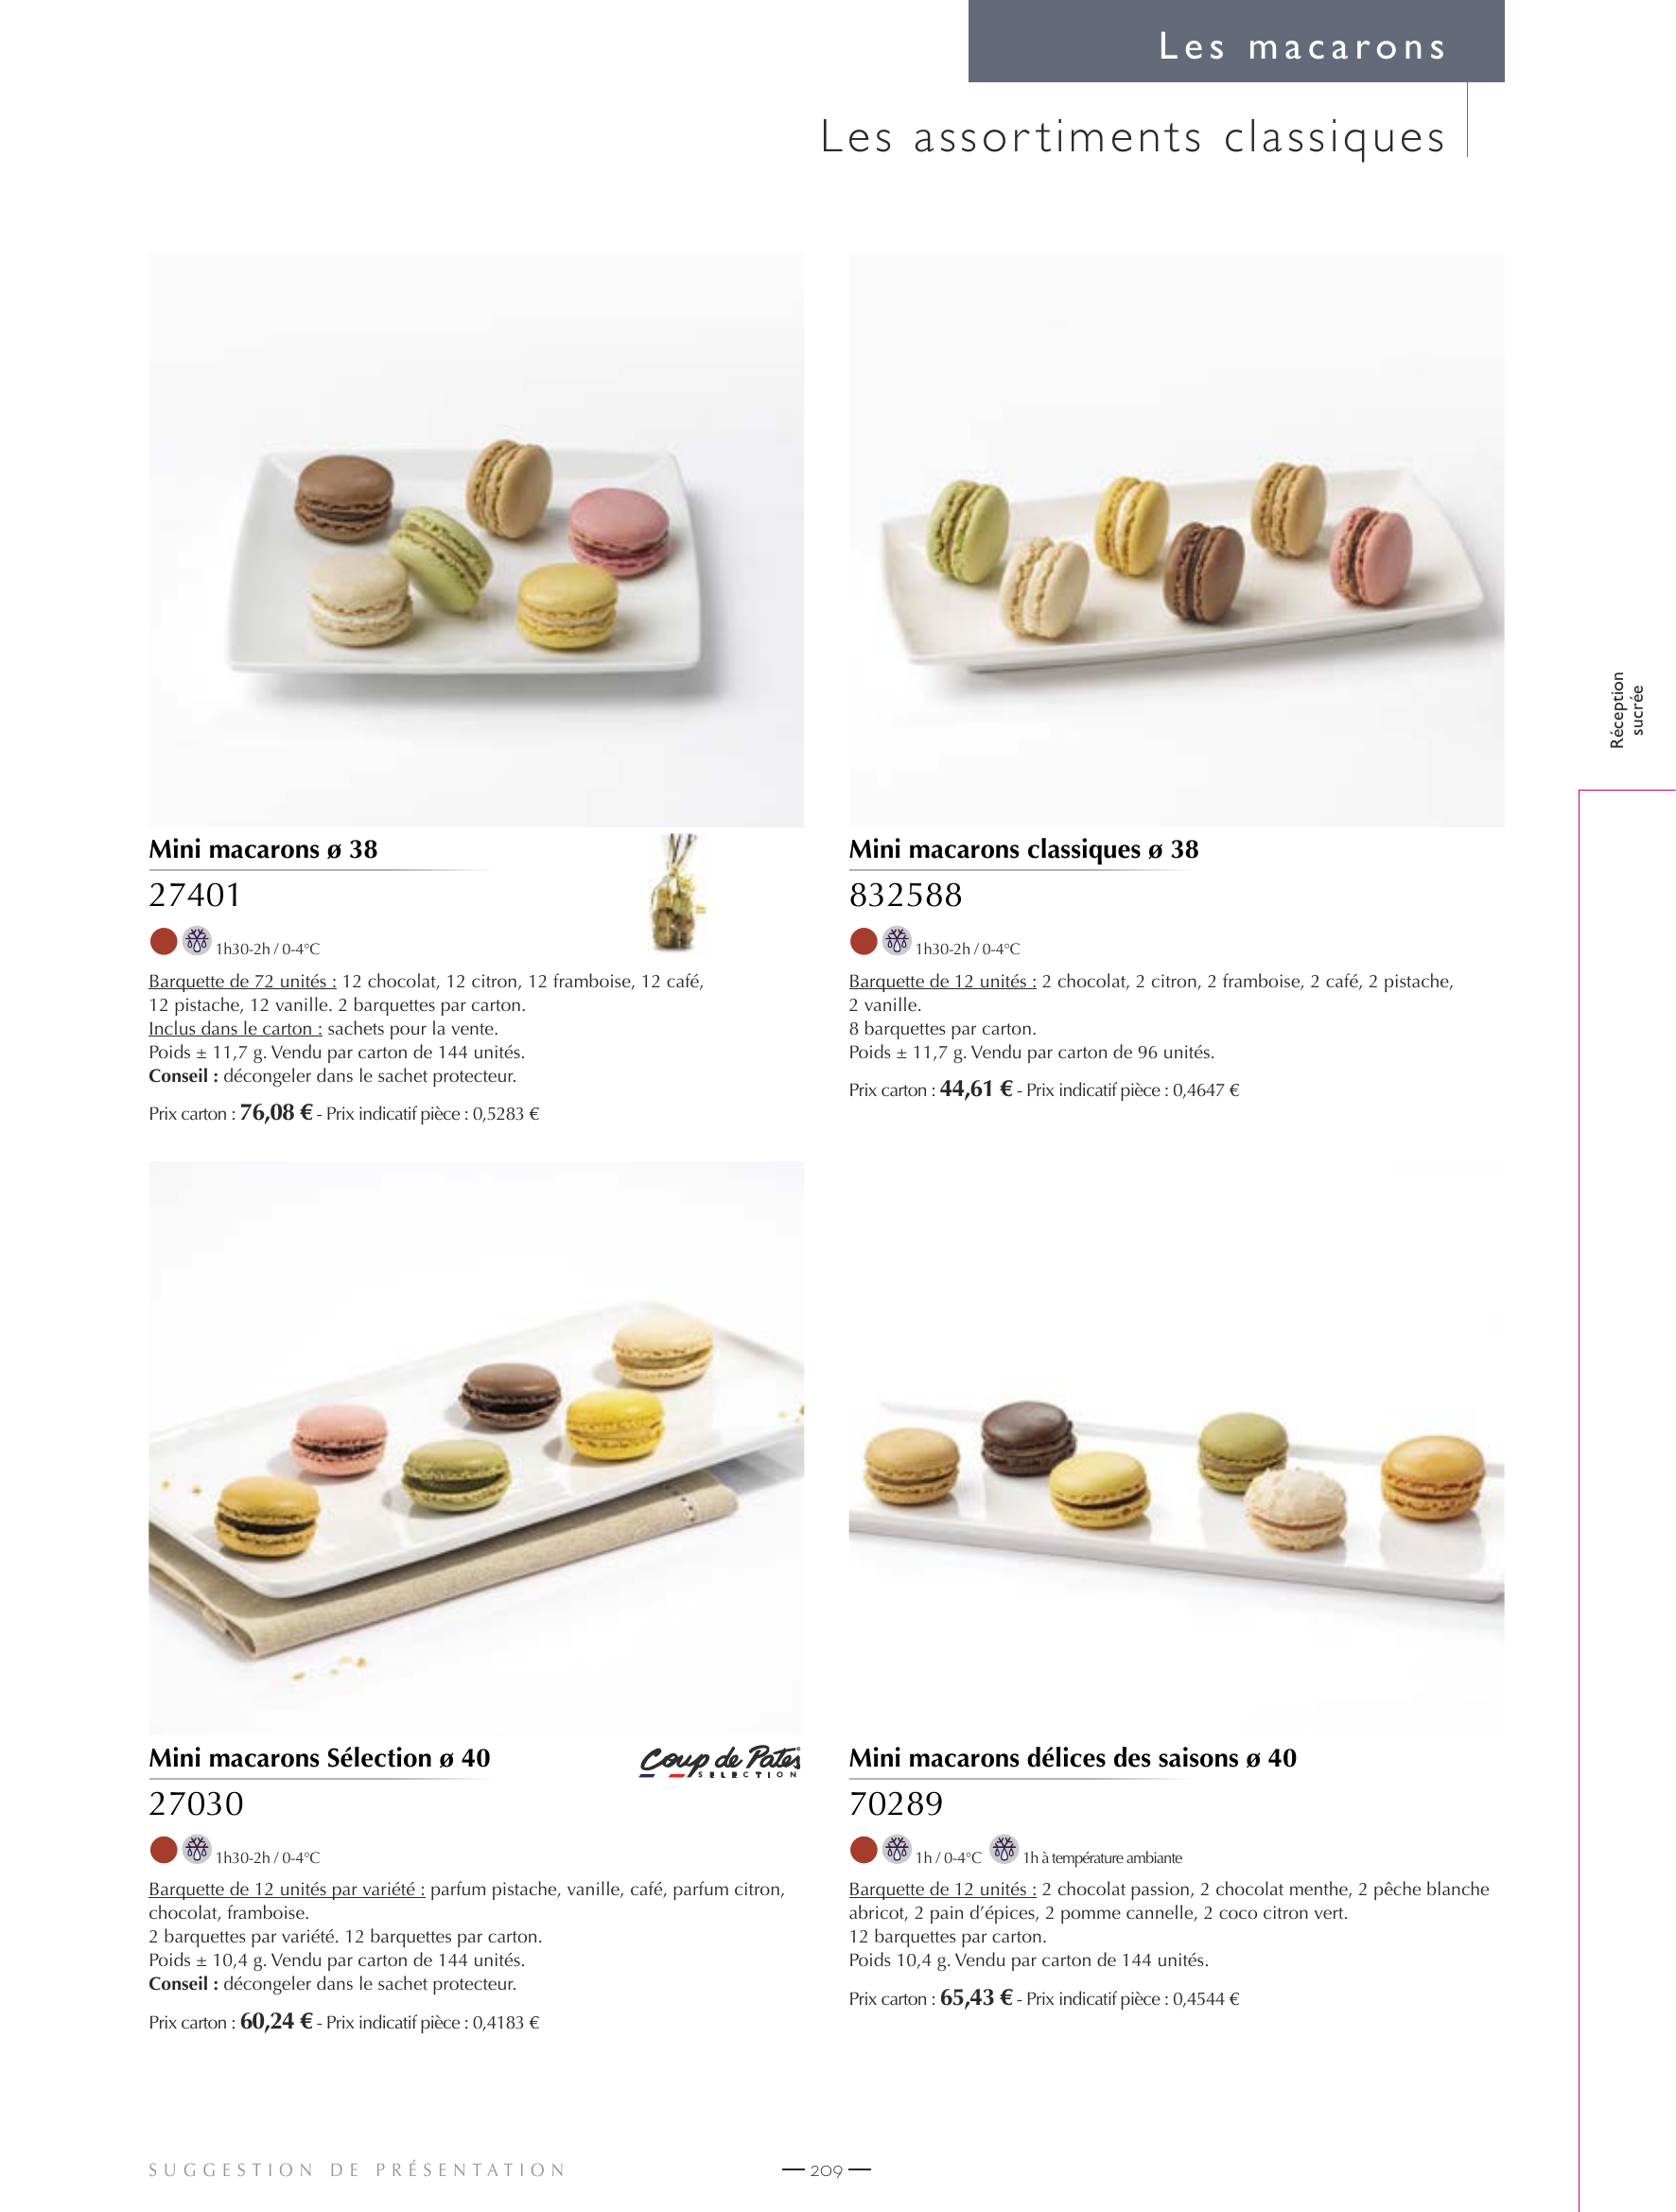 Les macarons
Les assortiments classiques
Réception
sucrée
Mini macarons ø 38
27401
1h30-2h / 0-4°C
Barquette de 72 unités : 12 chocolat, 12 citron, 12 framboise, 12 café,
12 pistache, 12 vanille. 2 barquettes par carton.
Inclus dans le carton : sachets pour la vente.
Poids ± 11,7 g. Vendu par carton de 144 unités.
Conseil : décongeler dans le sachet protecteur.
Prix carton : 76,08 € - Prix indicatif pièce : 0,5283 €
Mini macarons classiques ø 38
832588
1h30-2h / 0-4°C
Barquette de 12 unités : 2 chocolat, 2 citron, 2 framboise, 2 café, 2 pistache,
2 vanille.
8 barquettes par carton.
Poids ± 11,7 g. Vendu par carton de 96 unités.
Prix carton : 44,61 € - Prix indicatif pièce : 0,4647 €
Mini macarons Sélection ø 40
Coup de Pates
SELECTION
27030
1h30-2h / 0-4°C
Barquette de 12 unités par variété : parfum pistache, vanille, café, parfum citron,
chocolat, framboise.
2 barquettes par variété. 12 barquettes par carton.
Poids ± 10,4 g. Vendu par carton de 144 unités.
Conseil : décongeler dans le sachet protecteur.
Prix carton : 60,24 € - Prix indicatif pièce : 0,4183 €
Mini macarons délices des saisons ø 40
70289
1h / 0-4°C 1h à température ambiante
Barquette de 12 unités : 2 chocolat passion, 2 chocolat menthe, 2 pêche blanche
abricot, 2 pain d’épices, 2 pomme cannelle, 2 coco citron vert.
12 barquettes par carton.
Poids 10,4 g. Vendu par carton de 144 unités.
Prix carton : 65,43 € - Prix indicatif pièce : 0,4544 €
SUGGESTION DE PRÉSENTATION
209